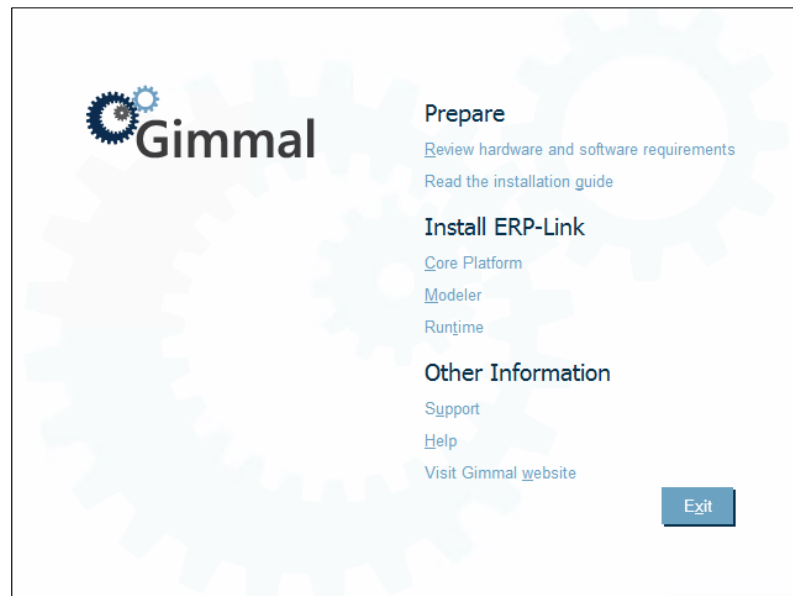 Gimmal
Prepare
Review hardware and software requirements
Read the installation guide
Install ERP-Link
Core Platform
Modeler
Runtime
Other Information
Support
Help
Visit Gimmal website
Exit